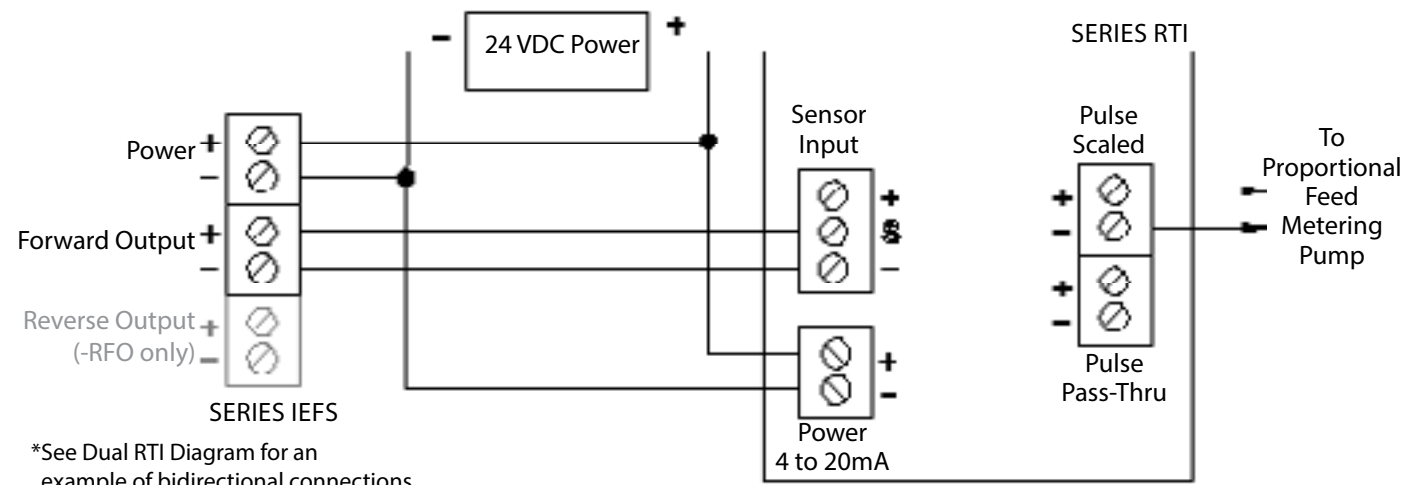 - 24 VDC Power +
SERIES RTI
Sensor
Input
Pulse
Scaled
To
Proportional
Feed
Metering
Pump
Power +
-
Forward Output +
-
Reverse Output +
(-RFO only) -
SERIES IEFS
+
S
-
+
-
+
-
+
-
Pulse
Pass-Thru
Power
4 to 20mA
*See Dual RTI Diagram for an
example of bidirectional connections